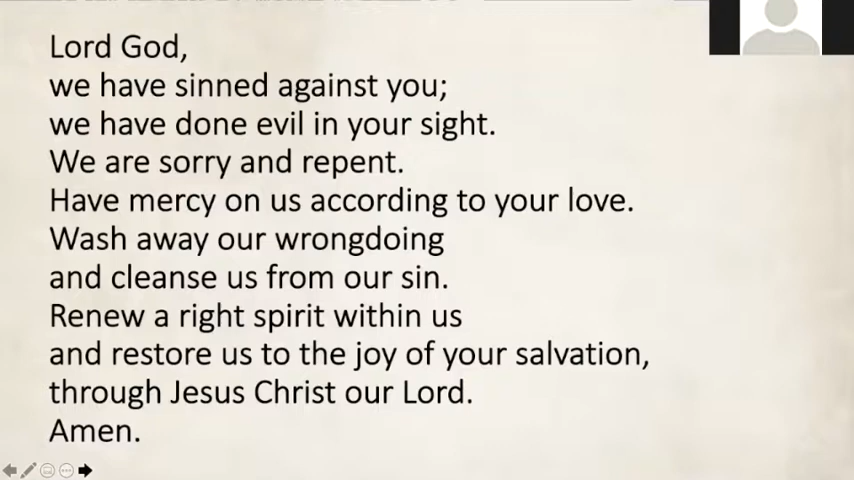 Lord God,
we have sinned against you;
we have done evil in your sight.
We are sorry and repent.
Have mercy on us according to your love.
Wash away our wrongdoing
and cleanse us from our sin.
Renew a right spirit within us
and restore us to the joy of your salvation,
through Jesus Christ our Lord.
Amen.